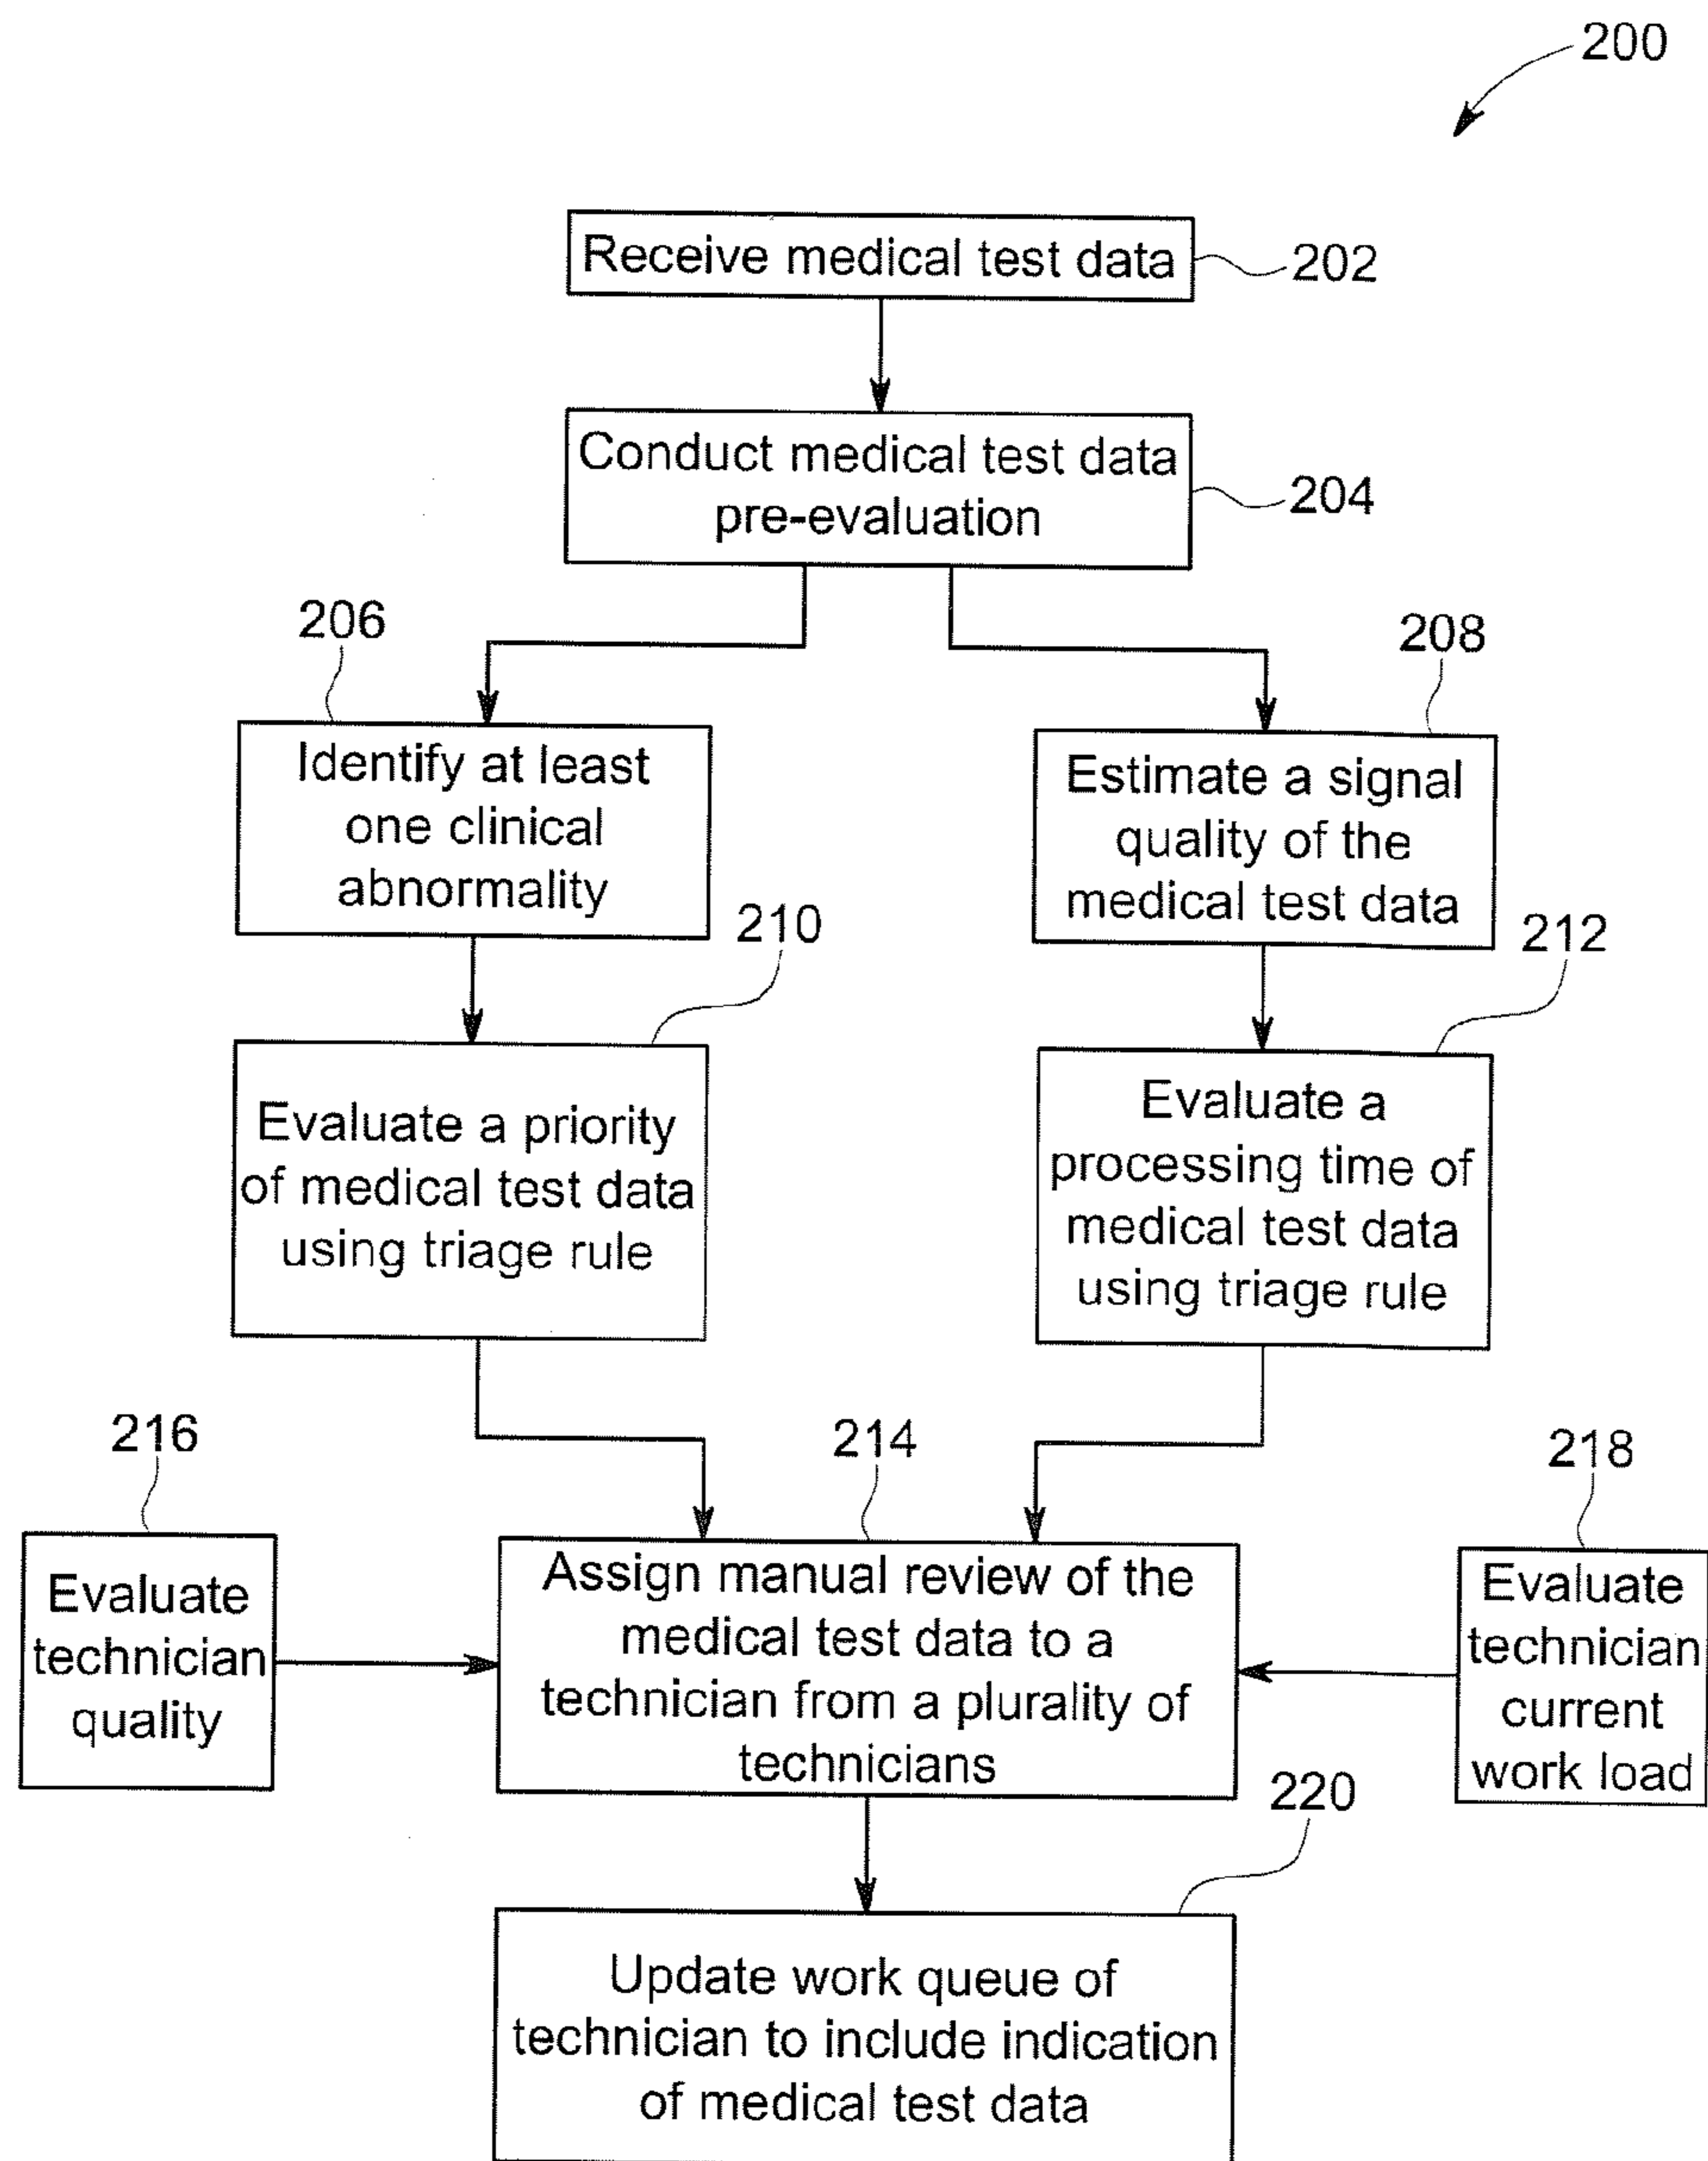 200
Receive medical test data
202
Conduct medical test data
pre-evaluation
204
206
208
Identify at least
one clinical
abnormality
Estimate a signal
quality of the
medical test data
210
212
Evaluate a priority
of medical test data
using triage rule
Evaluate a
processing time of
medical test data
using triage rule
216
214
218
Evaluate
technician
quality
Assign manual review of the
medical test data to a
technician from a plurality of
technicians
Evaluate
technician
current
work load
220
Update work queue of
technician to include indication
of medical test data